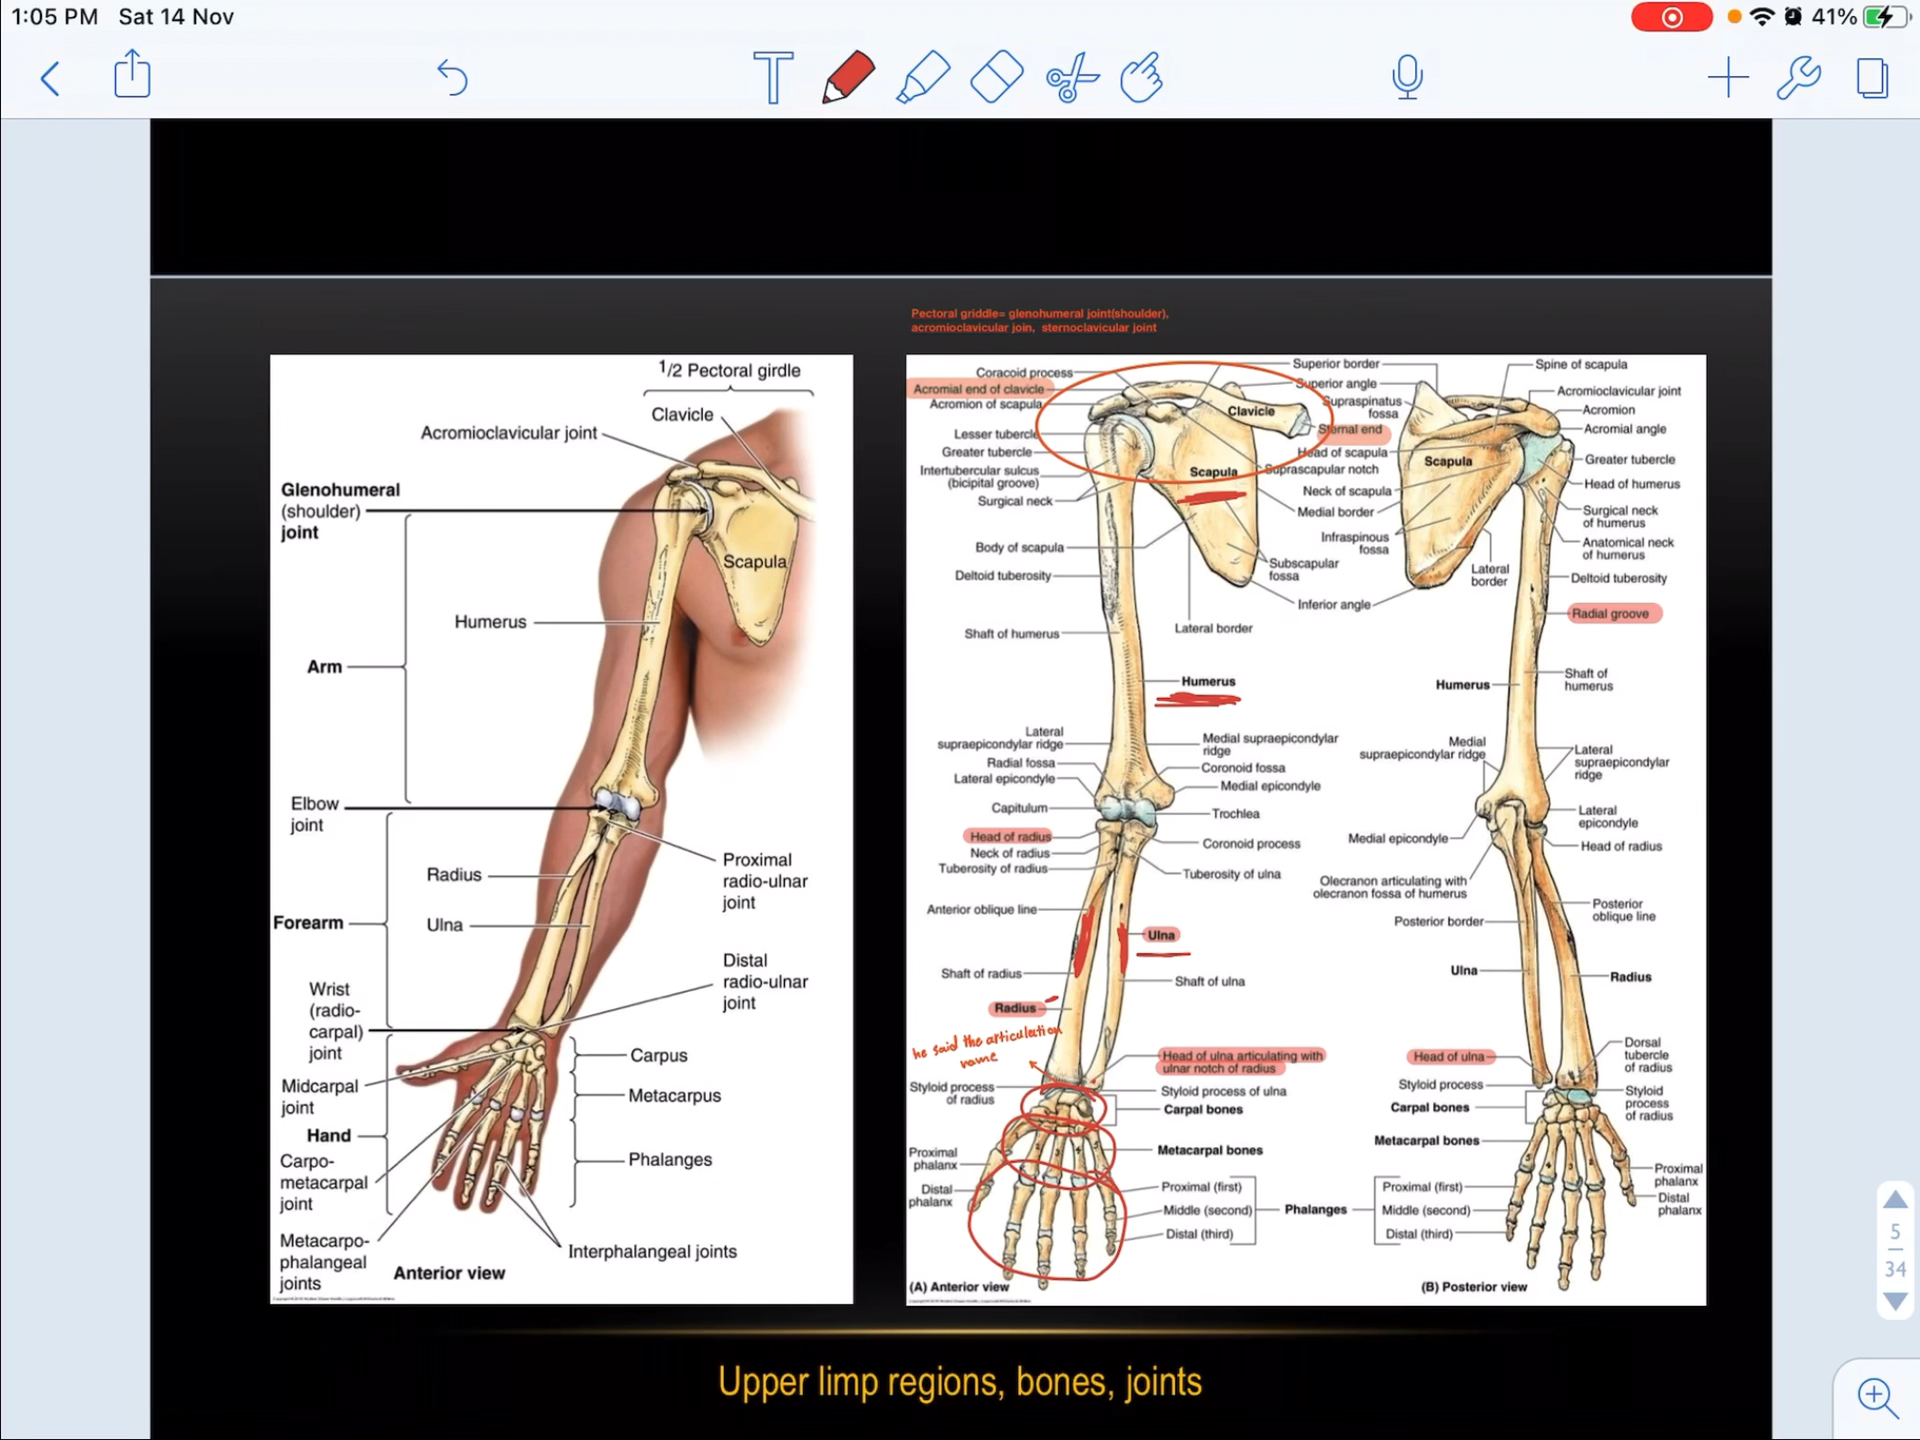 1:05 PM Sat 14 Nov
41%
Pectoral griddle= glenohumeral joint(shoulder),
acromioclavicular join, sternoclavicular joint
1/2 Pectoral girdle
Clavicle
Acromioclavicular joint
Glenohumeral
(shoulder)
joint
Scapula
Humerus
Arm
Elbow
joint
Radius
Proximal
radio-ulnar
joint
Forearm
Ulna
Distal
radio-ulnar
joint
Wrist
(radio-
carpal)
joint
Carpus
Midcarpal
joint
Metacarpus
Hand
Carpo-
metacarpal
joint
Phalanges
Metacarpo-
phalangeal
joints
Interphalangeal joints
Anterior view
Coracoid process
Acromial end of clavicle
Acromion of scapula
Lesser tubercle
Greater tubercle
Intertubercular sulcus
(bicipital groove)
Surgical neck
Body of scapula
Deltoid tuberosity
Shaft of humerus
Lateral
supraepicondylar ridge
Radial fossa
Lateral epicondyle
Capitulum
Head of radius
Neck of radius
Tuberosity of radius
Anterior oblique line
Shaft of radius
Radius
he said the articulation
name
Styloid process
of radius
Proximal
phalanx
Distal
phalanx
(A) Anterior view
Clavicle
Scapula
Superior border
Superior angle
Supraspinatus
fossa
Sternal end
Head of scapula
Suprascapular notch
Neck of scapula
Medial border
Infraspinous
fossa
Subscapular
fossa
Inferior angle
Lateral border
Humerus
Medial supraepicondylar
ridge
Coronoid fossa
Medial epicondyle
Trochlea
Coronoid process
Tuberosity of ulna
Ulna
Shaft of ulna
Head of ulna articulating with
ulnar notch of radius
Styloid process of ulna
Carpal bones
Metacarpal bones
Proximal (first)
Middle (second)
Distal (third)
Phalanges
Spine of scapula
Acromioclavicular joint
Acromion
Acromial angle
Scapula
Greater tubercle
Head of humerus
Surgical neck
of humerus
Anatomical neck
of humerus
Lateral
border
Deltoid tuberosity
Radial groove
Shaft of
humerus
Humerus
Medial
supraepicondylar ridge
Lateral
supraepicondylar
ridge
Lateral
epicondyle
Medial epicondyle
Head of radius
Olecranon articulating with
olecranon fossa of humerus
Posterior
oblique line
Posterior border
Ulna
Radius
Head of ulna
Dorsal
tubercle
of radius
Styloid process
Styloid
process
of radius
Carpal bones
Metacarpal bones
Proximal
phalanx
Distal
phalanx
Proximal (first)
Middle (second)
Distal (third)
(B) Posterior view
5
34
Upper limp regions, bones, joints